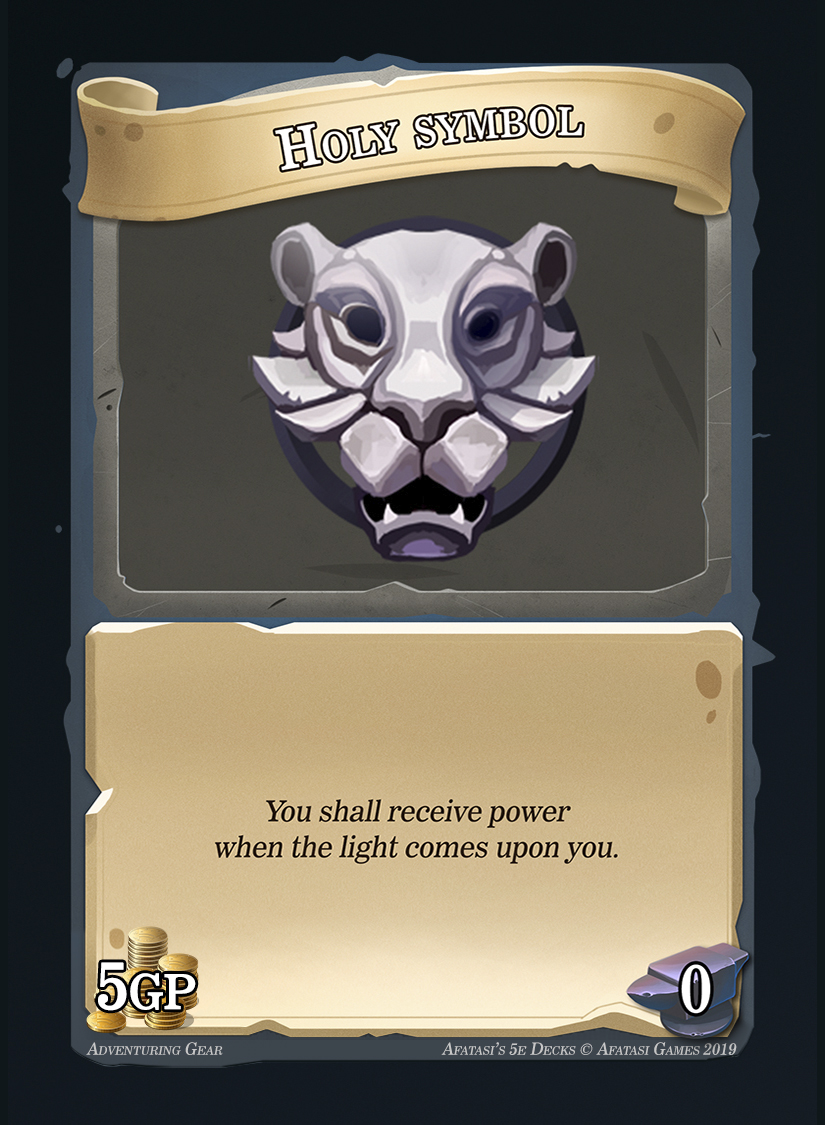 Holy symbol
You shall receive power
when the light comes upon you.
5GP
0
Adventuring Gear
Afatasi's 5e Decks © Afatasi Games 2019